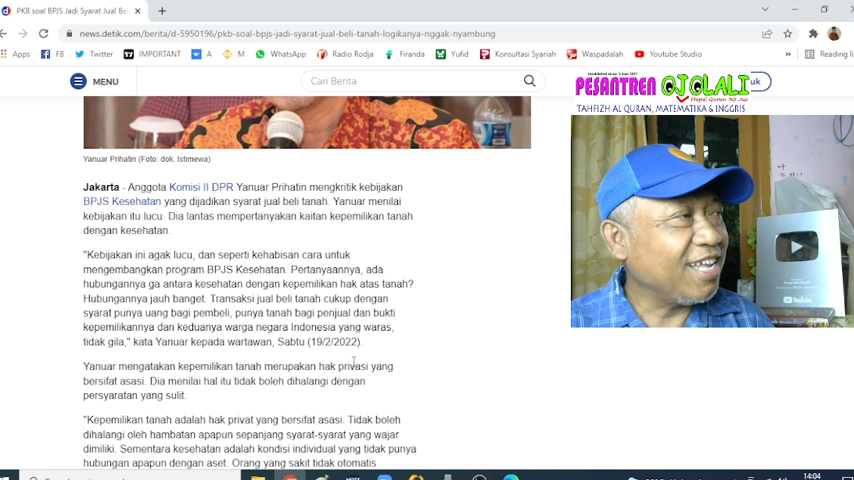 PKB soal BPJS Jadi Syarat Jual Bel
news.detik.com/berita/d-5950196/pkb-soal-bpjs-jadi-syarat-jual-beli-tanah-logikanya-nggak-nyambung
Apps F8 Twitter IMPORTANT A M WhatsApp Radio Rodja Firanda Yufid Konsultasi Syariah Waspadalah Youtube Studio » Reading li
MENU
Cari Berita
uk
PESANTREN OJOLALI
Hapal Quran 30 Juz
TAHFIZH AL QURAN, MATEMATIKA & INGGRIS
YouTube
Yanuar Prihatin (Foto: dok. Istimewa)
Jakarta - Anggota Komisi II DPR Yanuar Prihatin mengkritik kebijakan
BPJS Kesehatan yang dijadikan syarat jual beli tanah. Yanuar menilai
kebijakan itu lucu. Dia lantas mempertanyakan kaitan kepemilikan tanah
dengan kesehatan.
"Kebijakan ini agak lucu, dan seperti kehabisan cara untuk
mengembangkan program BPJS Kesehatan. Pertanyaannya, ada
hubungannya ga antara kesehatan dengan kepemilikan hak atas tanah?
Hubungannya jauh banget. Transaksi jual beli tanah cukup dengan
syarat punya uang bagi pembeli, punya tanah bagi penjual dan bukti
kepemilikannya dan keduanya warga negara Indonesia yang waras,
tidak gila," kata Yanuar kepada wartawan, Sabtu (19/2/2022).
Yanuar mengatakan kepemilikan tanah merupakan hak privasi yang
bersifat asasi. Dia menilai hal itu tidak boleh dihalangi dengan
persyaratan yang sulit.
"Kepemilikan tanah adalah hak privat yang bersifat asasi. Tidak boleh
dihalangi oleh hambatan apapun sepanjang syarat-syarat yang wajar
dimiliki. Sementara kesehatan adalah kondisi individual yang tidak punya
hubungan apapun dengan aset. Orang yang sakit tidak otomatis
14:04